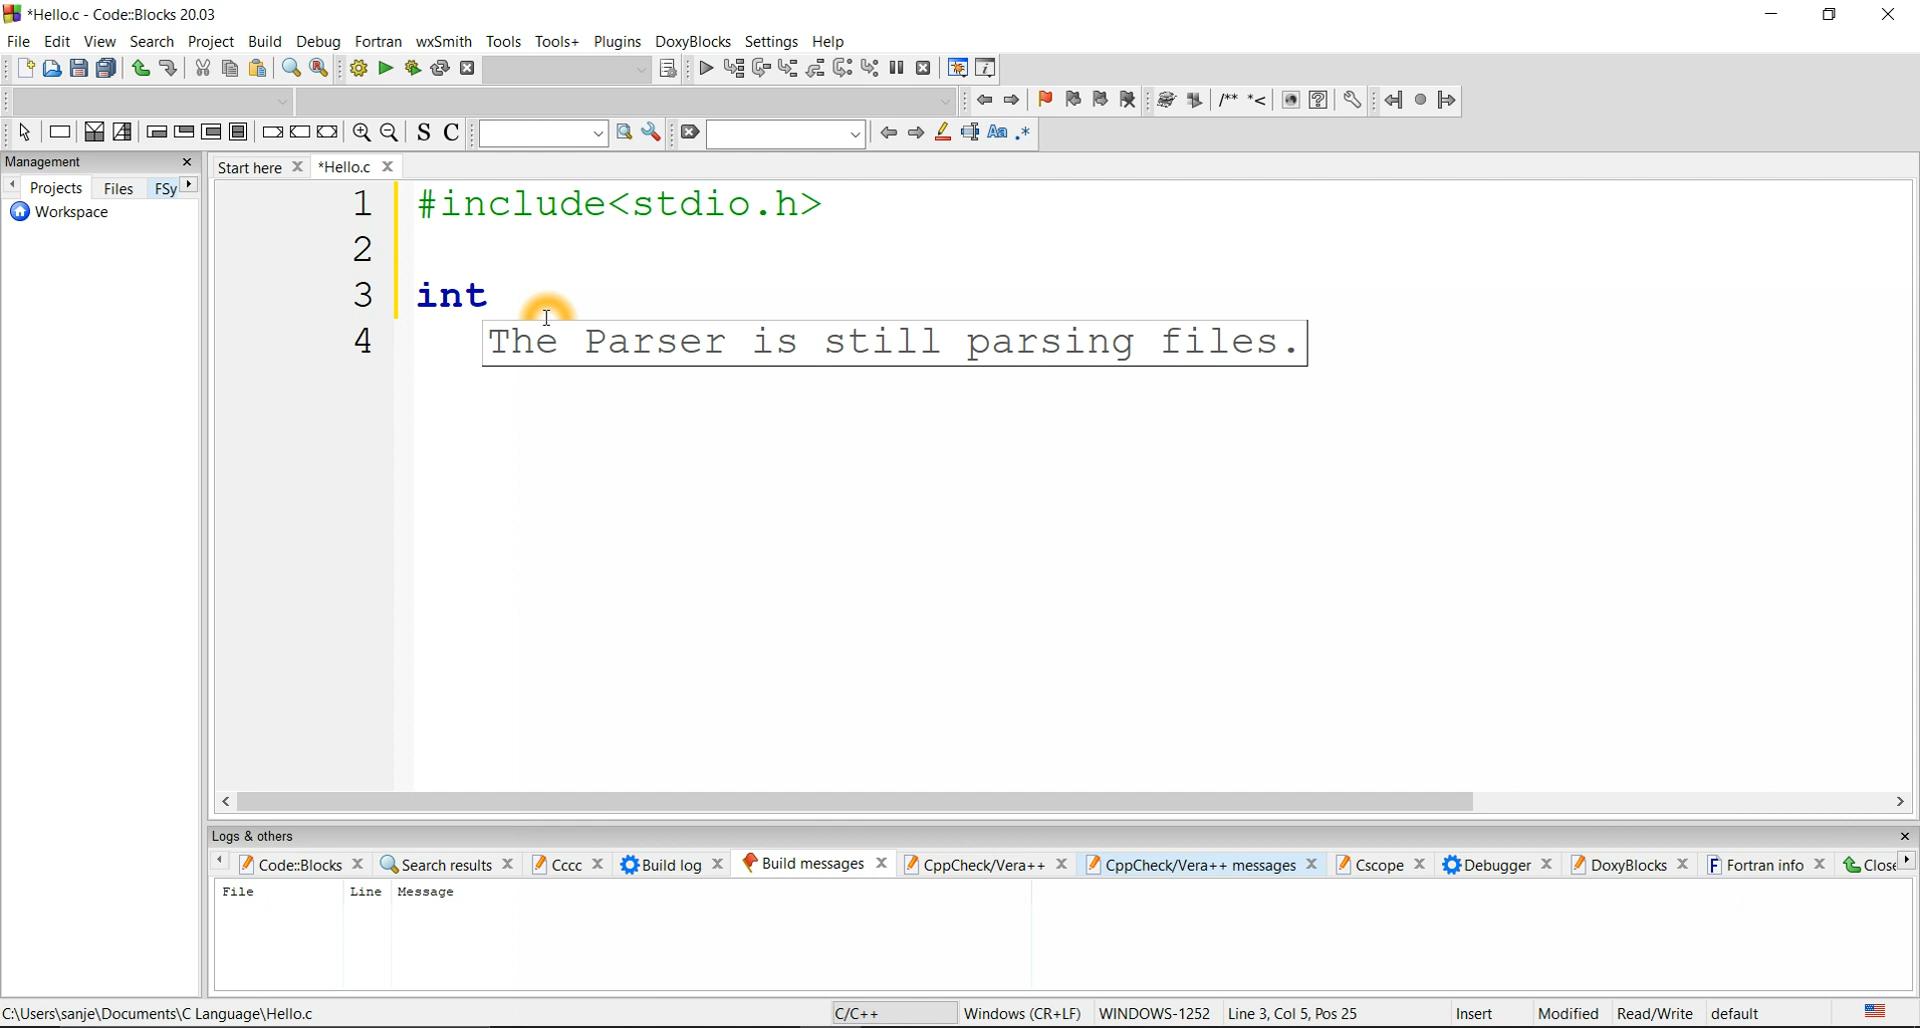 *Hello.c - Code::Blocks 20.03
File Edit View Search Project Build Debug Fortran wxSmith Tools Tools+ Plugins DoxyBlocks Settings Help
/** *<
S C Aa .*
Management
Start here *Hello.c
Projects Files FSy
Workspace
1 #include<stdio.h>
2
3 int
4 The Parser is still parsing files.
Logs & others
Code::Blocks Search results Cccc Build log Build messages CppCheck/Vera++ CppCheck/Vera++ messages Cscope Debugger DoxyBlocks Fortran info Close
File Line Message
C:\Users\sanje\Documents\C Language\Hello.c C/C++ Windows (CR+LF) WINDOWS-1252 Line 3, Col 5, Pos 25 Insert Modified Read/Write default